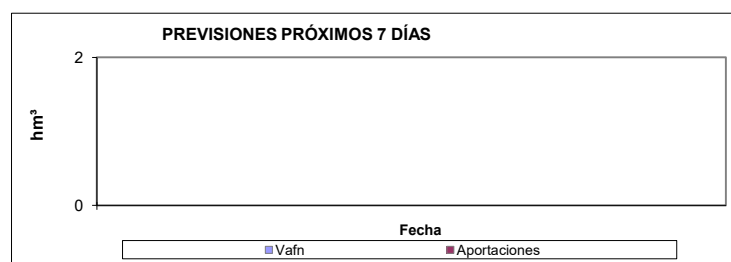 PREVISIONES PRÓXIMOS 7 DÍAS
2
hm³
0
Fecha
Vafn Aportaciones